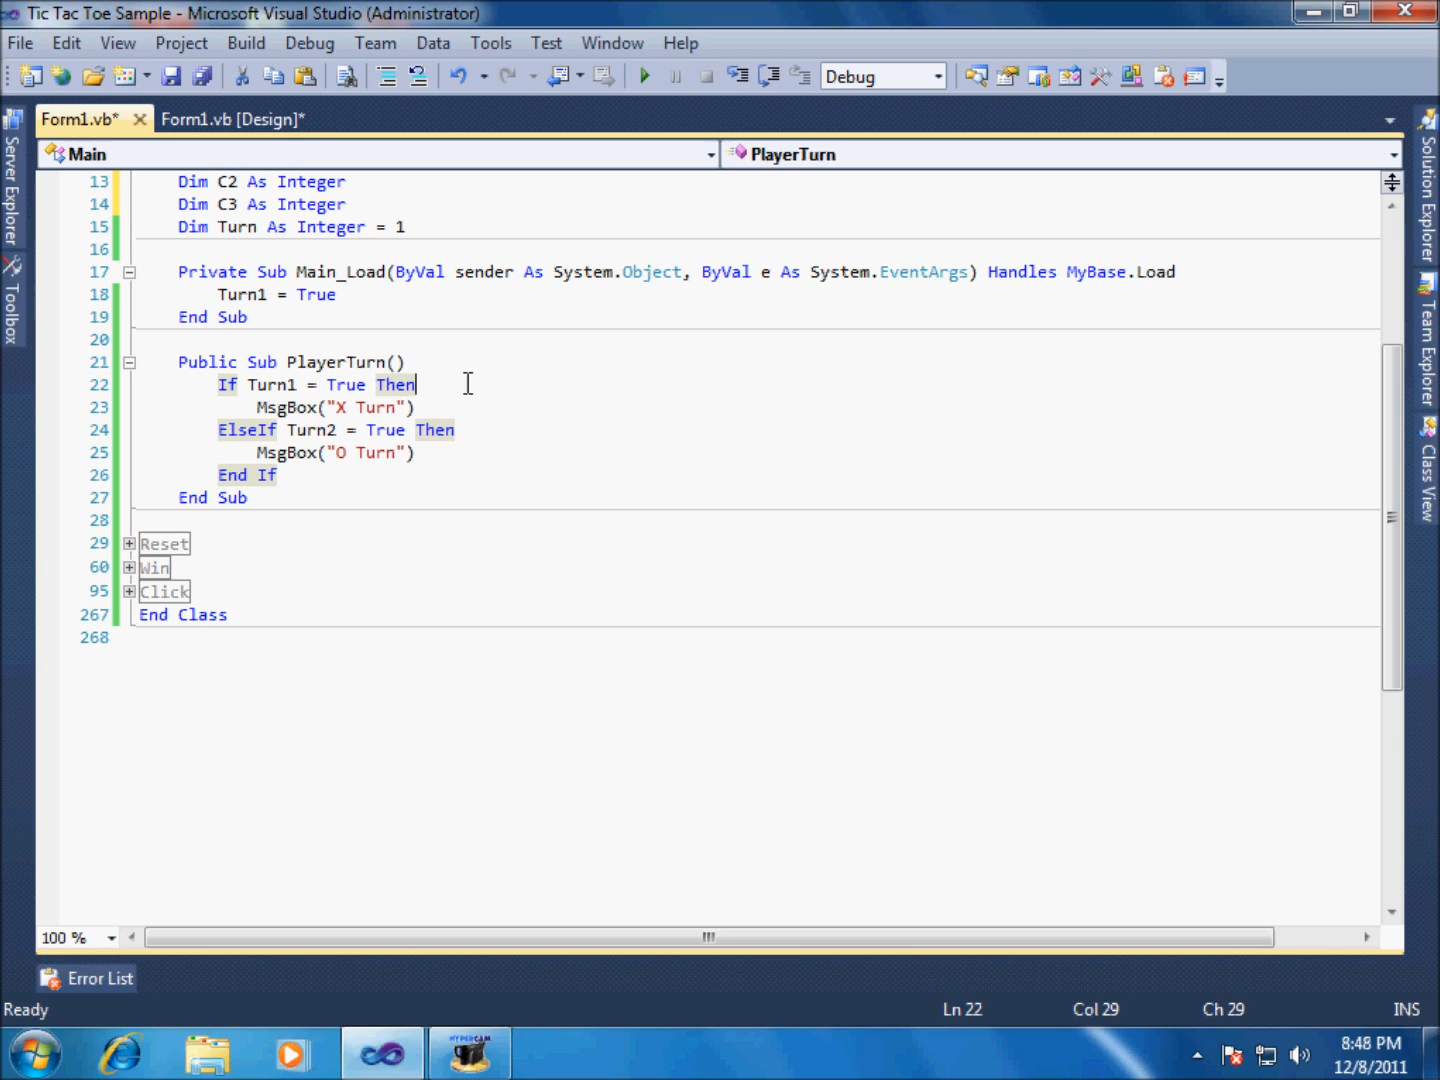 Tic Tac Toe Sample - Microsoft Visual Studio (Administrator)
File Edit View Project Build Debug Team Data Tools Test Window Help
Debug
Form1.vb* Form1.vb [Design]*
Main PlayerTurn
13 Dim C2 As Integer
14 Dim C3 As Integer
15 Dim Turn As Integer = 1
16
17 Private Sub Main_Load(ByVal sender As System.Object, ByVal e As System.EventArgs) Handles MyBase.Load
18 Turn1 = True
19 End Sub
20
21 Public Sub PlayerTurn()
22 If Turn1 = True Then
23 MsgBox("X Turn")
24 ElseIf Turn2 = True Then
25 MsgBox("O Turn")
26 End If
27 End Sub
28
29 Reset
60 Win
95 Click
267 End Class
268
Server Explorer
Toolbox
Solution Explorer
Team Explorer
Class View
100 %
Error List
Ready Ln 22 Col 29 Ch 29 INS
HYPERCAM
8:48 PM
12/8/2011